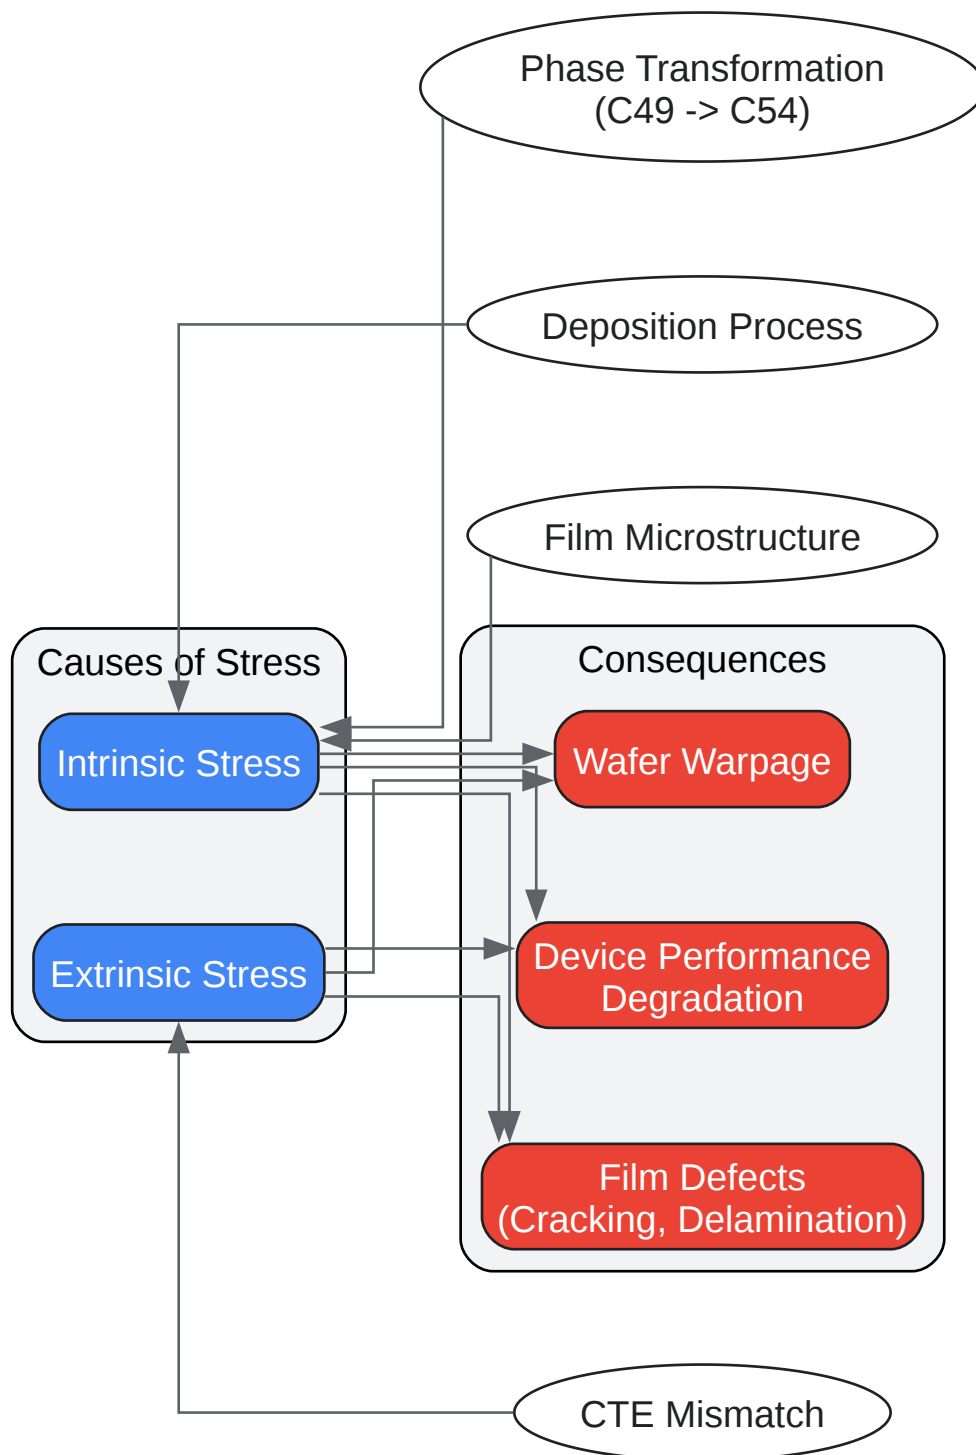 Phase Transformation
(C49 -> C54)
Deposition Process
Film Microstructure
Causes of Stress
Intrinsic Stress
Extrinsic Stress
Consequences
Wafer Warpage
Device Performance
Degradation
Film Defects
(Cracking, Delamination)
CTE Mismatch